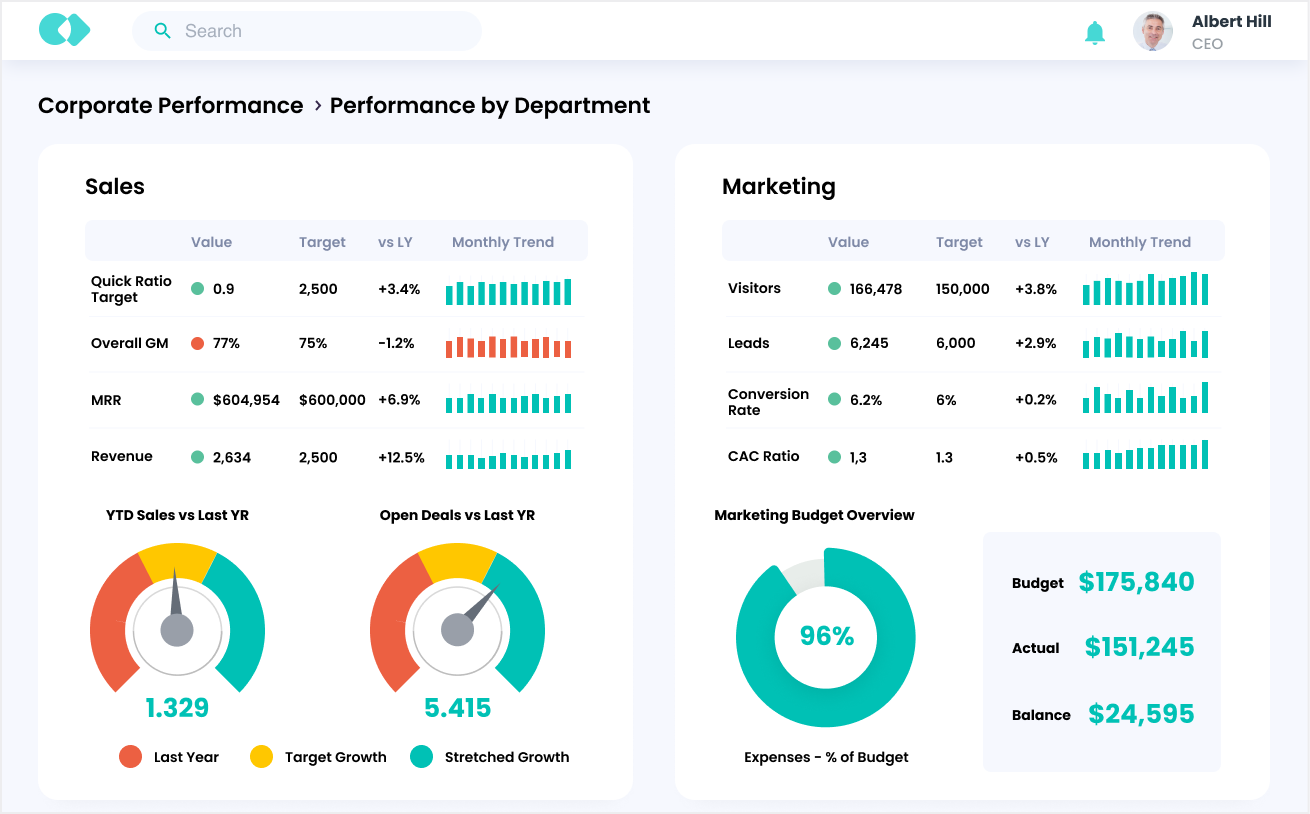 Search
Albert Hill
CEO
Corporate Performance › Performance by Department
Sales
Value Target vs LY Monthly Trend
Quick Ratio
Target
0.9 2,500 +3.4%
Overall GM 77% 75% -1.2%
MRR $604,954 $600,000 +6.9%
Revenue 2,634 2,500 +12.5%
YTD Sales vs Last YR
Open Deals vs Last YR
1.329
5.415
Last Year Target Growth Stretched Growth
Marketing
Value Target vs LY Monthly Trend
Visitors 166,478 150,000 +3.8%
Leads 6,245 6,000 +2.9%
Conversion
Rate
6.2% 6% +0.2%
CAC Ratio 1,3 1.3 +0.5%
Marketing Budget Overview
96%
Expenses - % of Budget
Budget $175,840
Actual $151,245
Balance $24,595